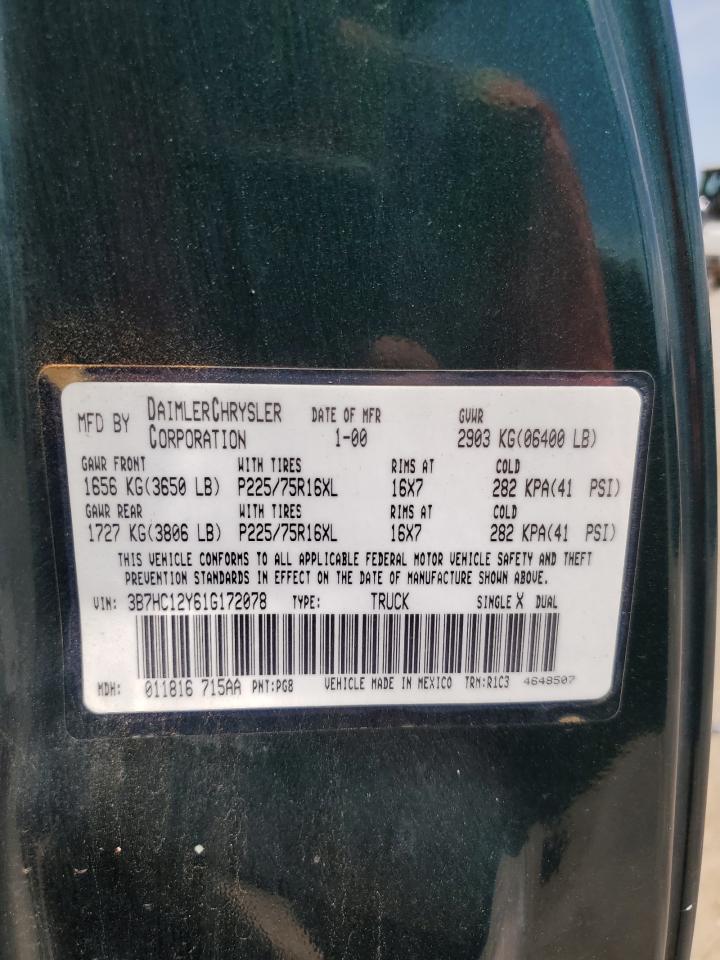 MFD BY DAIMLERCHRYSLER CORPORATION DATE OF MFR 1-00 GVWR 2903 KG(06400 LB)
GAWR FRONT WITH TIRES RIMS AT COLD
1656 KG(3650 LB) P225/75R16XL 16X7 282 KPA(41 PSI)
GAWR REAR WITH TIRES RIMS AT COLD
1727 KG(3806 LB) P225/75R16XL 16X7 282 KPA(41 PSI)
THIS VEHICLE CONFORMS TO ALL APPLICABLE FEDERAL MOTOR VEHICLE SAFETY AND THEFT
PREVENTION STANDARDS IN EFFECT ON THE DATE OF MANUFACTURE SHOWN ABOVE.
VIN: 3B7HC12Y61G172078 TYPE: TRUCK SINGLE X DUAL
MDH: 011816 715AA PNT:PG8 VEHICLE MADE IN MEXICO TRM:R1C3 4648507